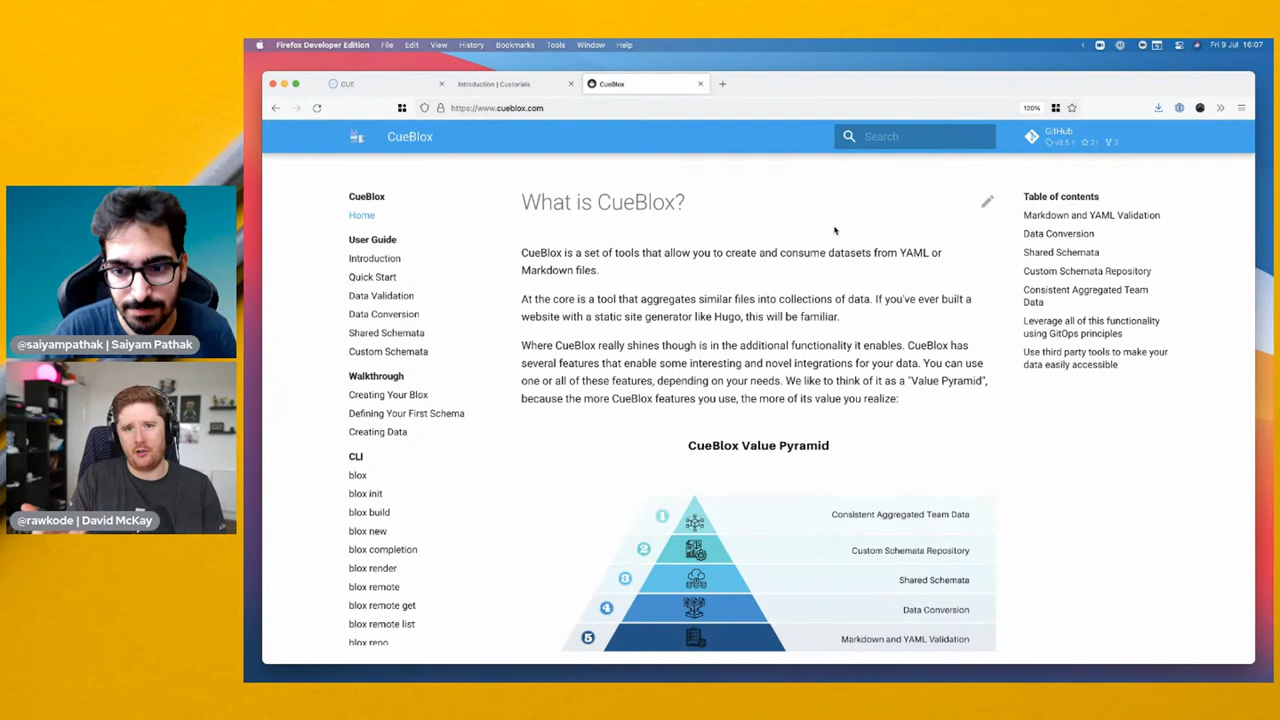 Firefox Developer Edition File Edit View History Bookmarks Tools Window Help
Fri 9 Jul 16:07
CUE
Introduction | Cuetorials
CueBlox
https://www.cueblox.com
120%
CueBlox
Search
GitHub
v0.5.1 21 3
CueBlox
Home
User Guide
Introduction
Quick Start
Data Validation
Data Conversion
Shared Schemata
Custom Schemata
Walkthrough
Creating Your Blox
Defining Your First Schema
Creating Data
CLI
blox
blox init
blox build
blox new
blox completion
blox render
blox remote
blox remote get
blox remote list
blox repo
What is CueBlox?
CueBlox is a set of tools that allow you to create and consume datasets from YAML or
Markdown files.
At the core is a tool that aggregates similar files into collections of data. If you've ever built a
website with a static site generator like Hugo, this will be familiar.
Where CueBlox really shines though is in the additional functionality it enables. CueBlox has
several features that enable some interesting and novel integrations for your data. You can use
one or all of these features, depending on your needs. We like to think of it as a "Value Pyramid",
because the more CueBlox features you use, the more of its value you realize:
CueBlox Value Pyramid
1 Consistent Aggregated Team Data
2 Custom Schemata Repository
3 Shared Schemata
4 Data Conversion
5 Markdown and YAML Validation
Table of contents
Markdown and YAML Validation
Data Conversion
Shared Schemata
Custom Schemata Repository
Consistent Aggregated Team
Data
Leverage all of this functionality
using GitOps principles
Use third party tools to make your
data easily accessible
@saiyampathak | Saiyam Pathak
@rawkode | David McKay